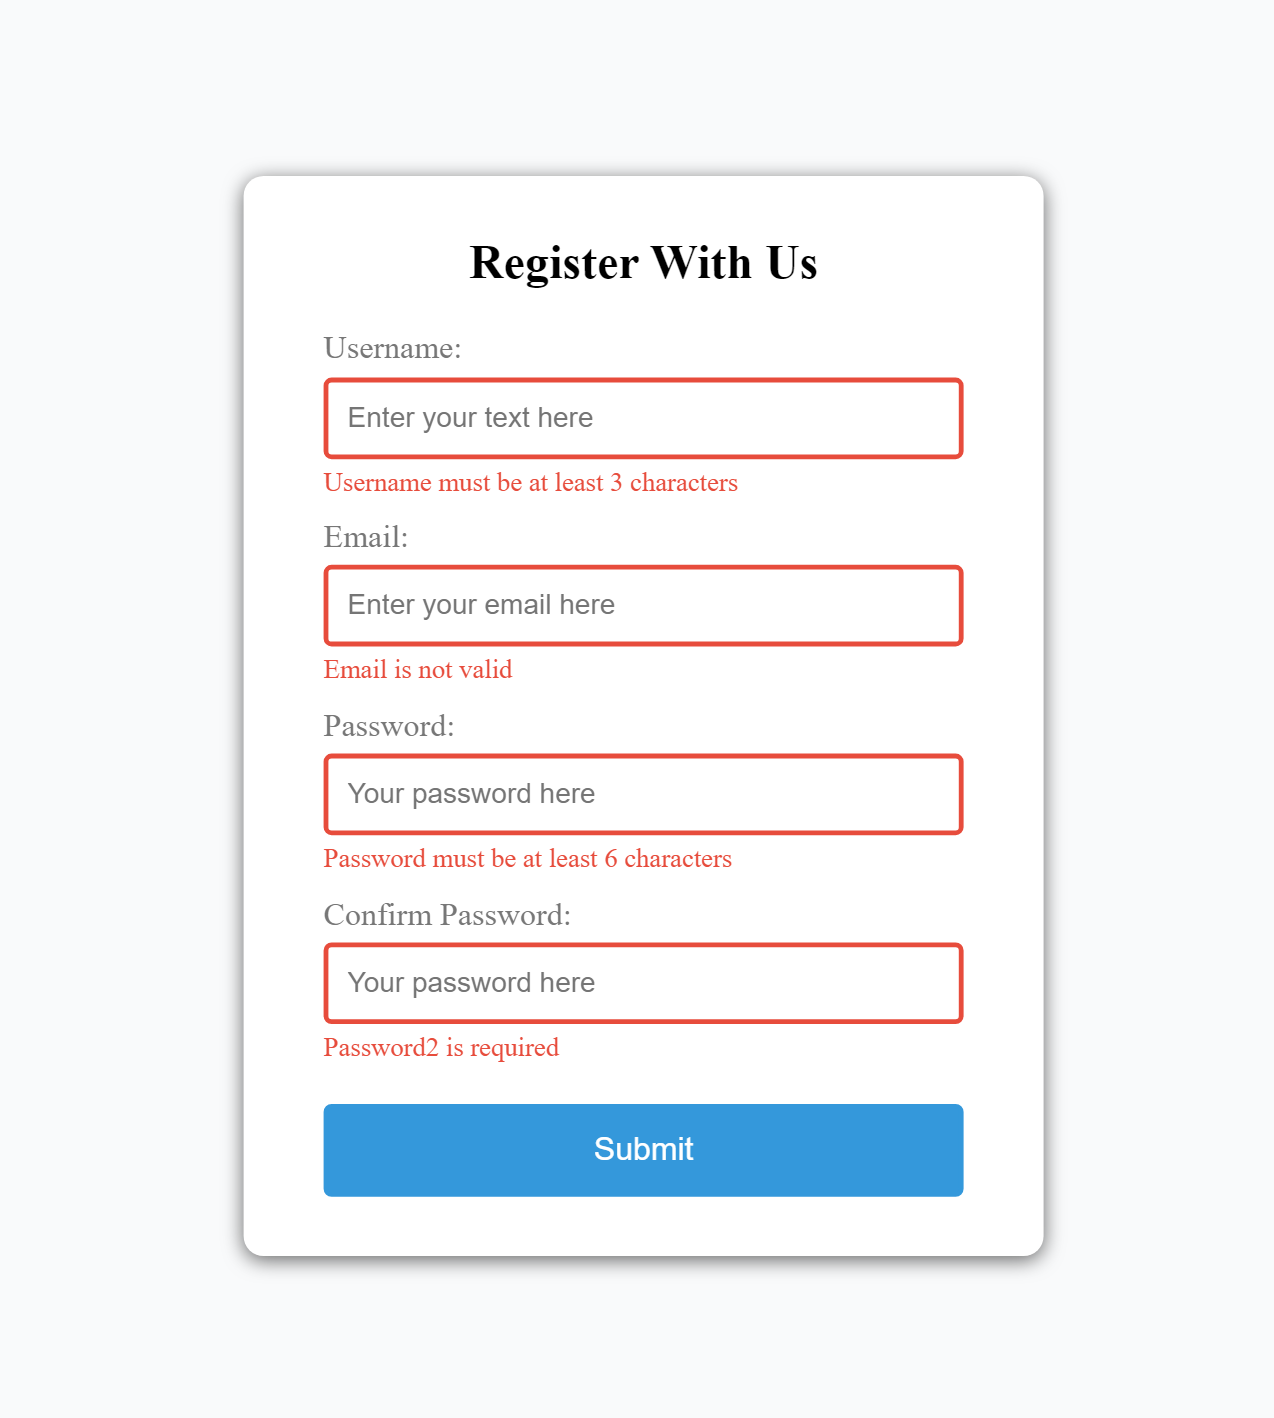 Register With Us
Username:
Enter your text here
Username must be at least 3 characters
Email:
Enter your email here
Email is not valid
Password:
Your password here
Password must be at least 6 characters
Confirm Password:
Your password here
Password2 is required
Submit